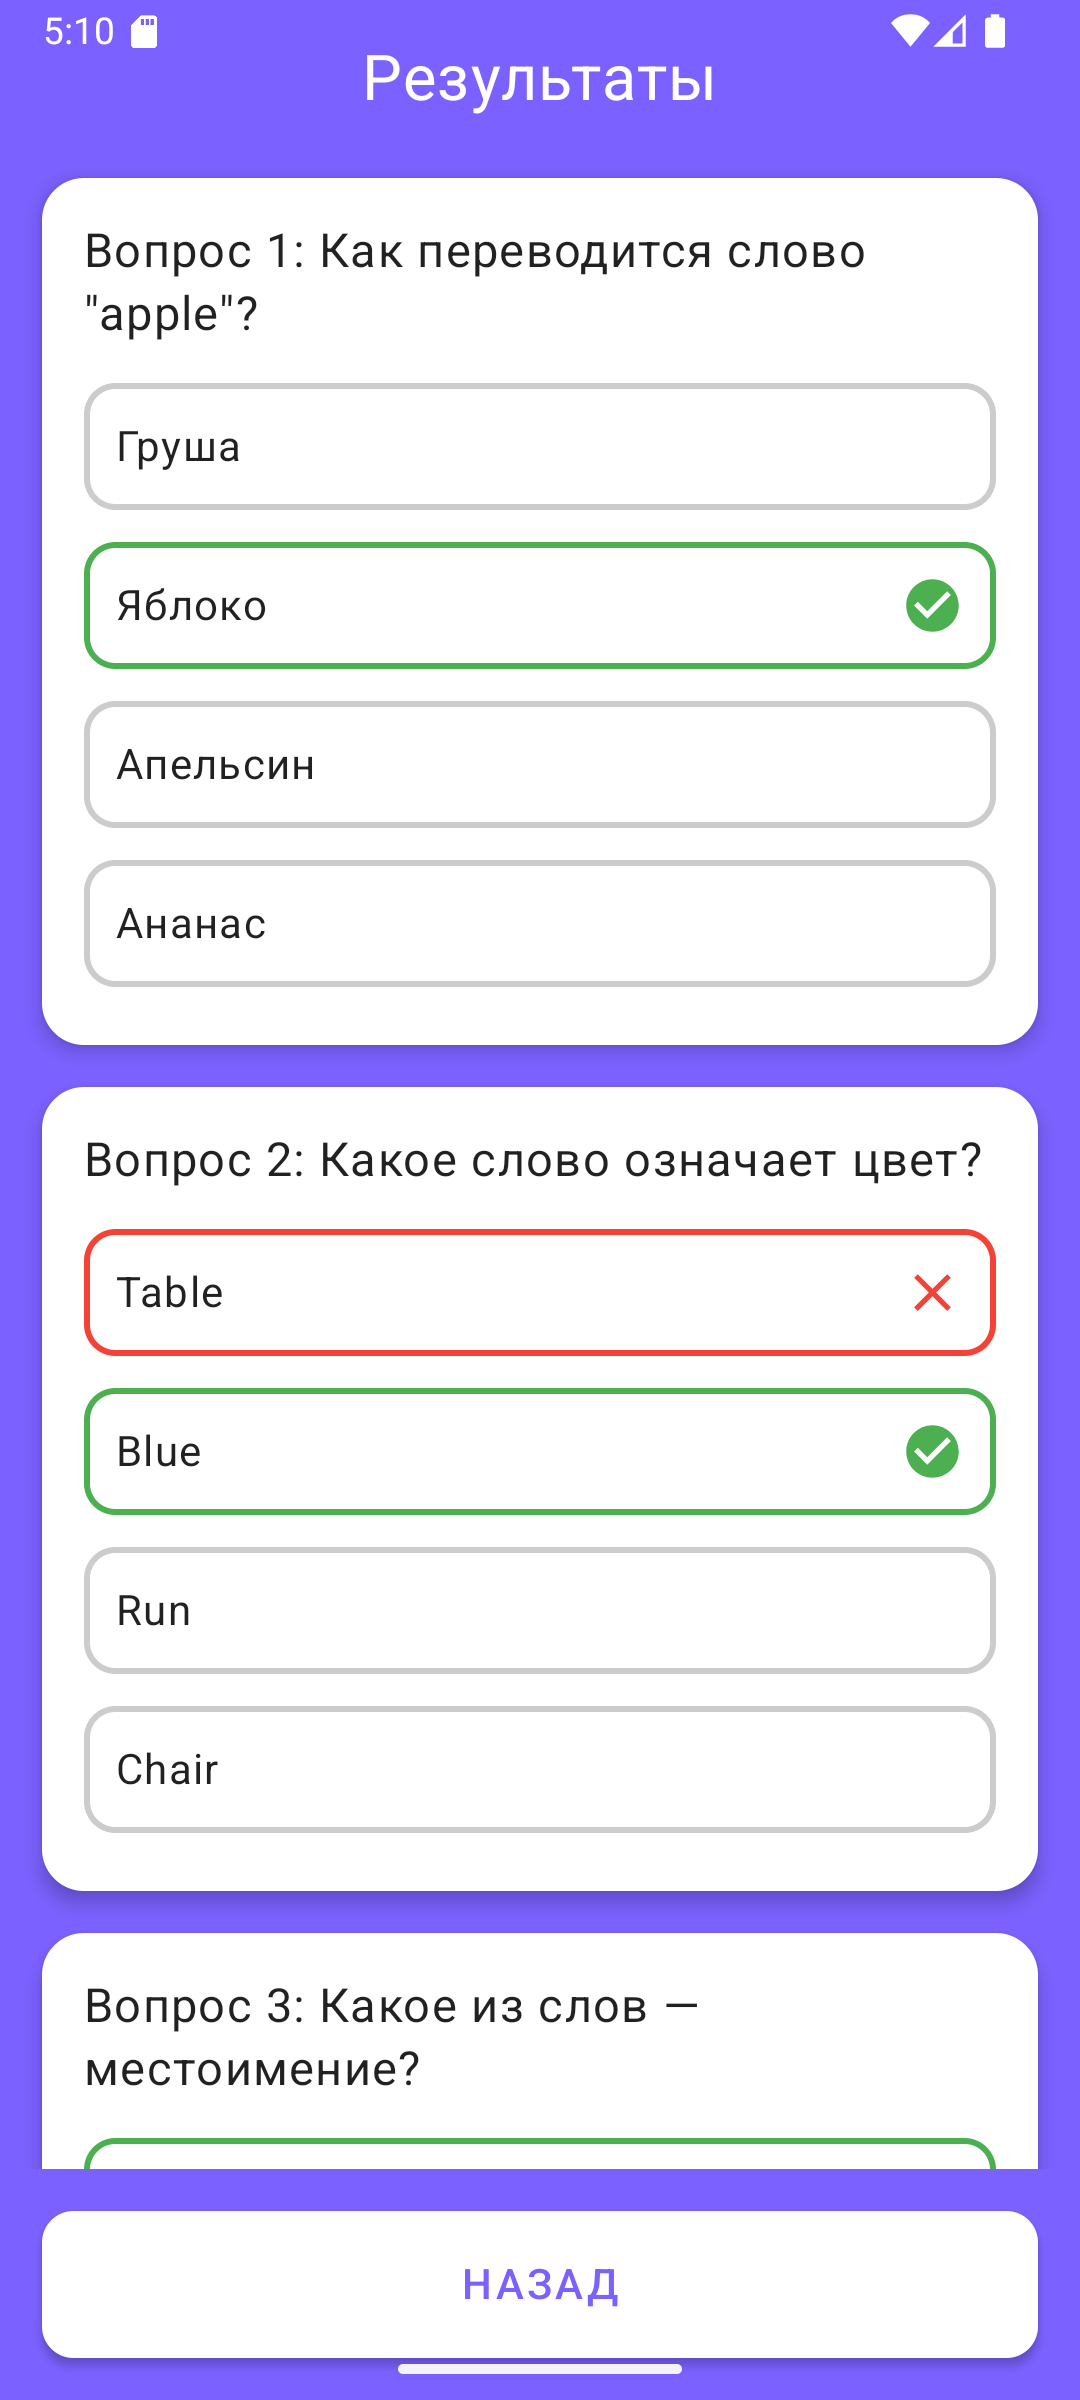 5:10
Результаты
Вопрос 1: Как переводится слово
"apple"?
Груша
Яблоко
Апельсин
Ананас
Вопрос 2: Какое слово означает цвет?
Table
Blue
Run
Chair
Вопрос 3: Какое из слов —
местоимение?
НАЗАД